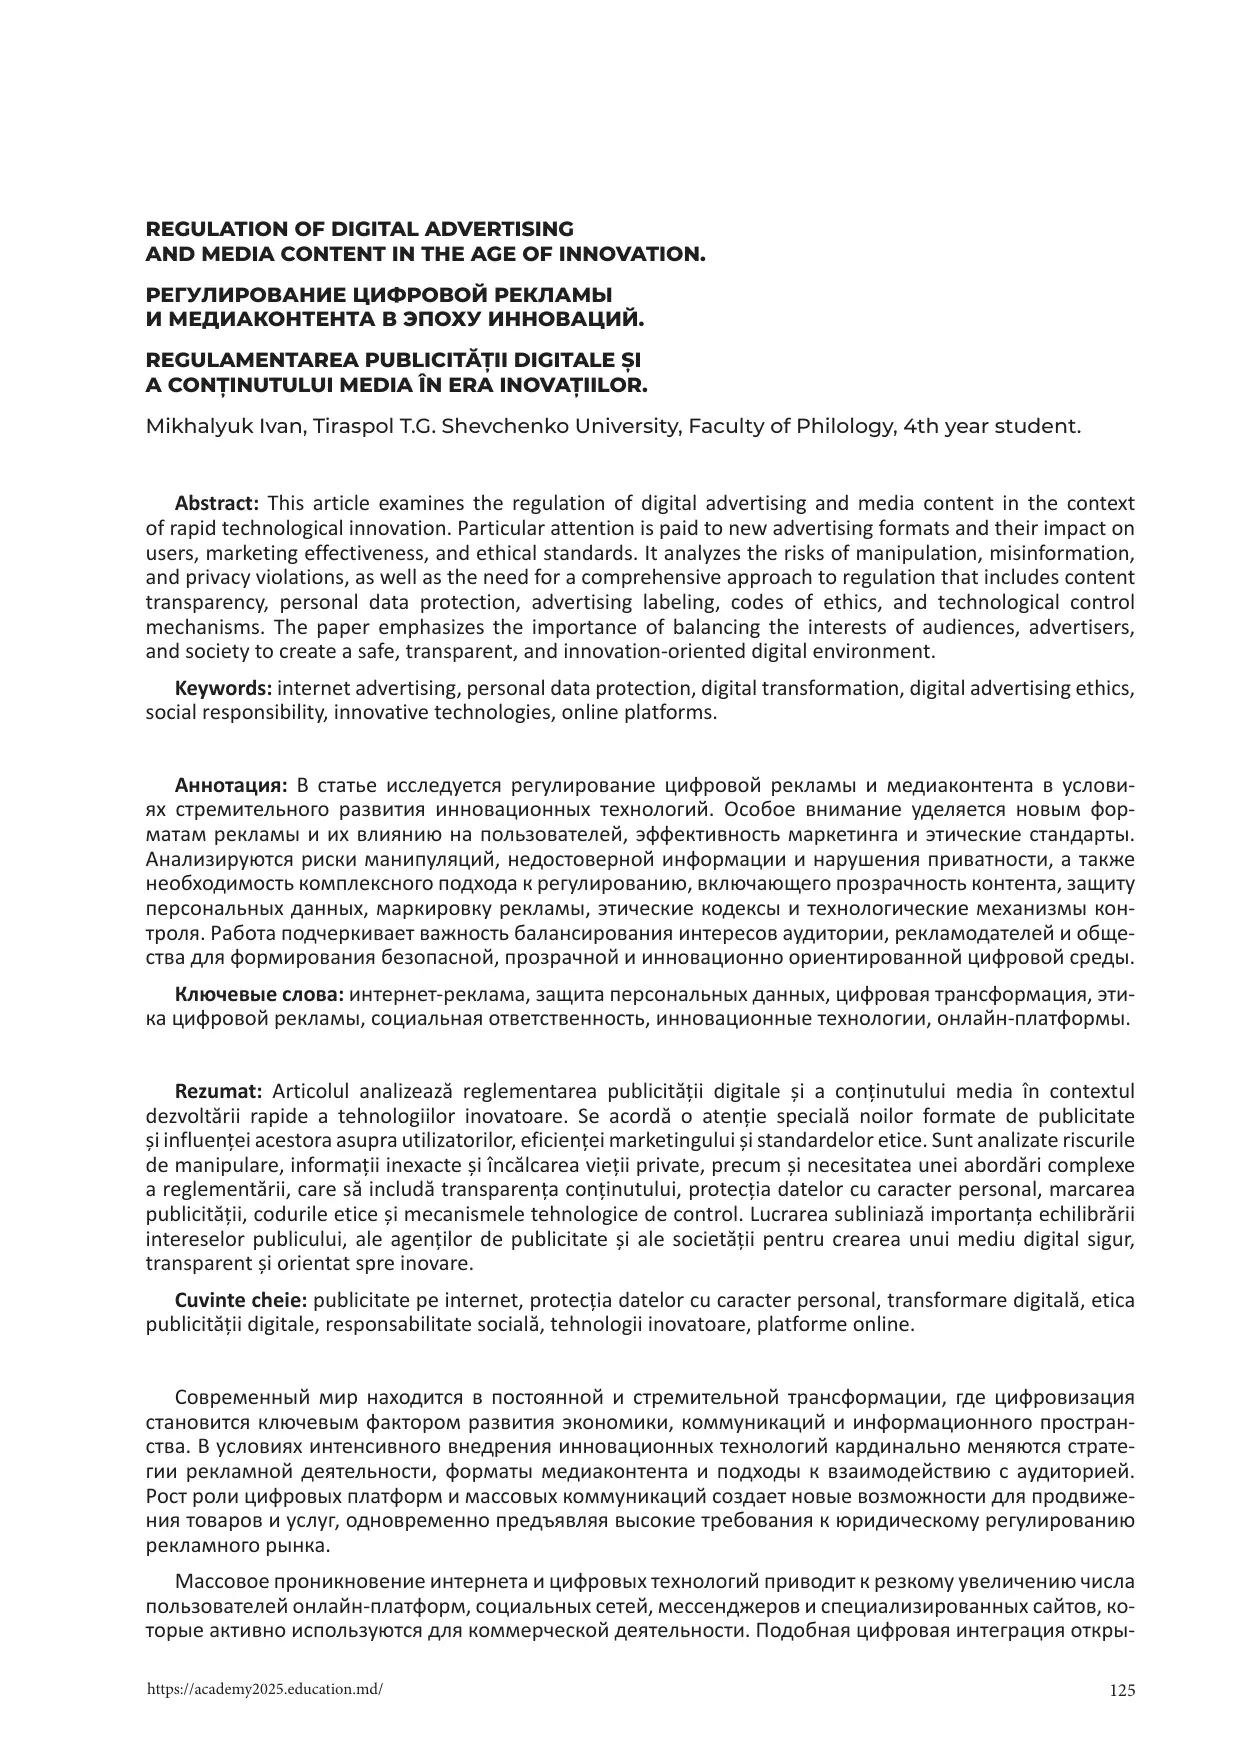 REGULATION OF DIGITAL ADVERTISING
AND MEDIA CONTENT IN THE AGE OF INNOVATION.
РЕГУЛИРОВАНИЕ ЦИФРОВОЙ РЕКЛАМЫ
И МЕДИАКОНТЕНТА В ЭПОХУ ИННОВАЦИЙ.
REGULAMENTAREA PUBLICITĂȚII DIGITALE ȘI
A CONȚINUTULUI MEDIA ÎN ERA INOVAȚIILOR.
Mikhalyuk Ivan, Tiraspol T.G. Shevchenko University, Faculty of Philology, 4th year student.
Abstract: This article examines the regulation of digital advertising and media content in the context
of rapid technological innovation. Particular attention is paid to new advertising formats and their impact on
users, marketing effectiveness, and ethical standards. It analyzes the risks of manipulation, misinformation,
and privacy violations, as well as the need for a comprehensive approach to regulation that includes content
transparency, personal data protection, advertising labeling, codes of ethics, and technological control
mechanisms. The paper emphasizes the importance of balancing the interests of audiences, advertisers,
and society to create a safe, transparent, and innovation-oriented digital environment.
Keywords: internet advertising, personal data protection, digital transformation, digital advertising ethics,
social responsibility, innovative technologies, online platforms.
Аннотация: В статье исследуется регулирование цифровой рекламы и медиаконтента в услови-
ях стремительного развития инновационных технологий. Особое внимание уделяется новым фор-
матам рекламы и их влиянию на пользователей, эффективность маркетинга и этические стандарты.
Анализируются риски манипуляций, недостоверной информации и нарушения приватности, а также
необходимость комплексного подхода к регулированию, включающего прозрачность контента, защиту
персональных данных, маркировку рекламы, этические кодексы и технологические механизмы кон-
троля. Работа подчеркивает важность балансирования интересов аудитории, рекламодателей и обще-
ства для формирования безопасной, прозрачной и инновационно ориентированной цифровой среды.
Ключевые слова: интернет-реклама, защита персональных данных, цифровая трансформация, эти-
ка цифровой рекламы, социальная ответственность, инновационные технологии, онлайн-платформы.
Rezumat: Articolul analizează reglementarea publicității digitale și a conținutului media în contextul
dezvoltării rapide a tehnologiilor inovatoare. Se acordă o atenție specială noilor formate de publicitate
și influenței acestora asupra utilizatorilor, eficienței marketingului și standardelor etice. Sunt analizate riscurile
de manipulare, informații inexacte și încălcarea vieții private, precum și necesitatea unei abordări complexe
a reglementării, care să includă transparența conținutului, protecția datelor cu caracter personal, marcarea
publicității, codurile etice și mecanismele tehnologice de control. Lucrarea subliniază importanța echilibrării
intereselor publicului, ale agenților de publicitate și ale societății pentru crearea unui mediu digital sigur,
transparent și orientat spre inovare.
Cuvinte cheie: publicitate pe internet, protecția datelor cu caracter personal, transformare digitală, etica
publicității digitale, responsabilitate socială, tehnologii inovatoare, platforme online.
Современный мир находится в постоянной и стремительной трансформации, где цифровизация
становится ключевым фактором развития экономики, коммуникаций и информационного простран-
ства. В условиях интенсивного внедрения инновационных технологий кардинально меняются страте-
гии рекламной деятельности, форматы медиаконтента и подходы к взаимодействию с аудиторией.
Рост роли цифровых платформ и массовых коммуникаций создает новые возможности для продвиже-
ния товаров и услуг, одновременно предъявляя высокие требования к юридическому регулированию
рекламного рынка.
Массовое проникновение интернета и цифровых технологий приводит к резкому увеличению числа
пользователей онлайн-платформ, социальных сетей, мессенджеров и специализированных сайтов, ко-
торые активно используются для коммерческой деятельности. Подобная цифровая интеграция откры-
https://academy2025.education.md/
125